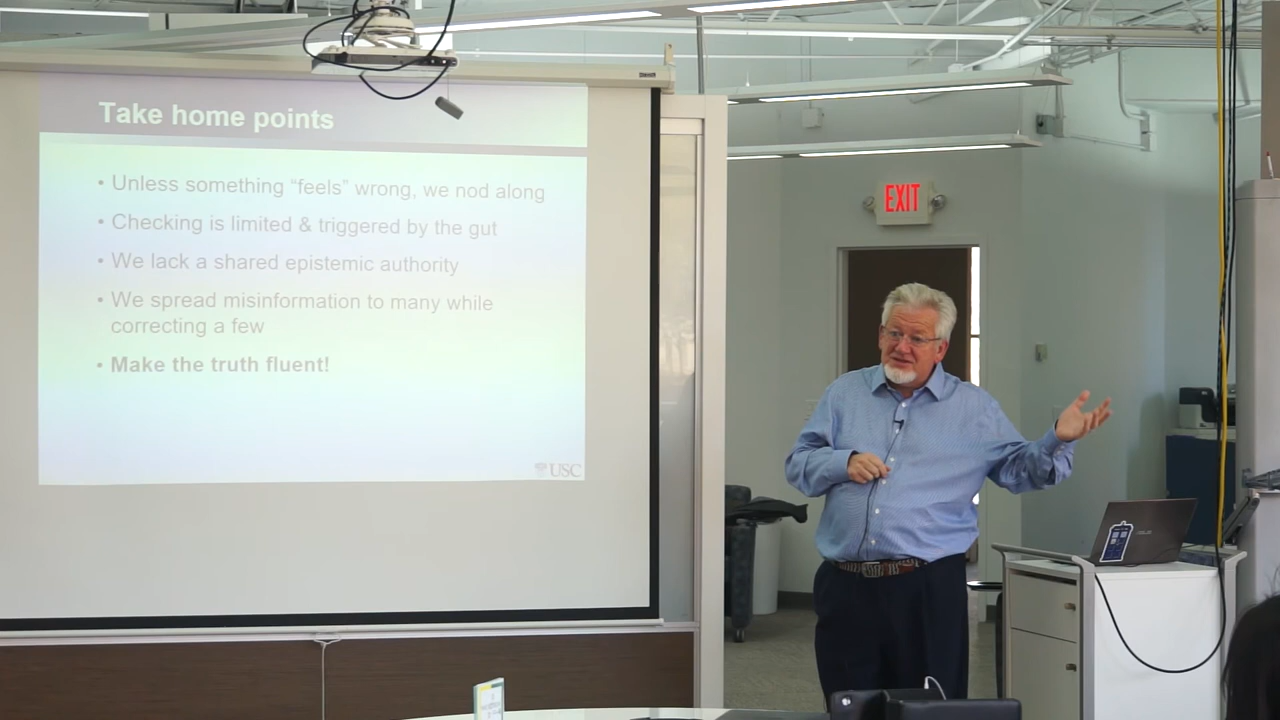 Take home points
• Unless something “feels” wrong, we nod along
• Checking is limited & triggered by the gut
• We lack a shared epistemic authority
• We spread misinformation to many while
correcting a few
• Make the truth fluent!
USC
EXIT